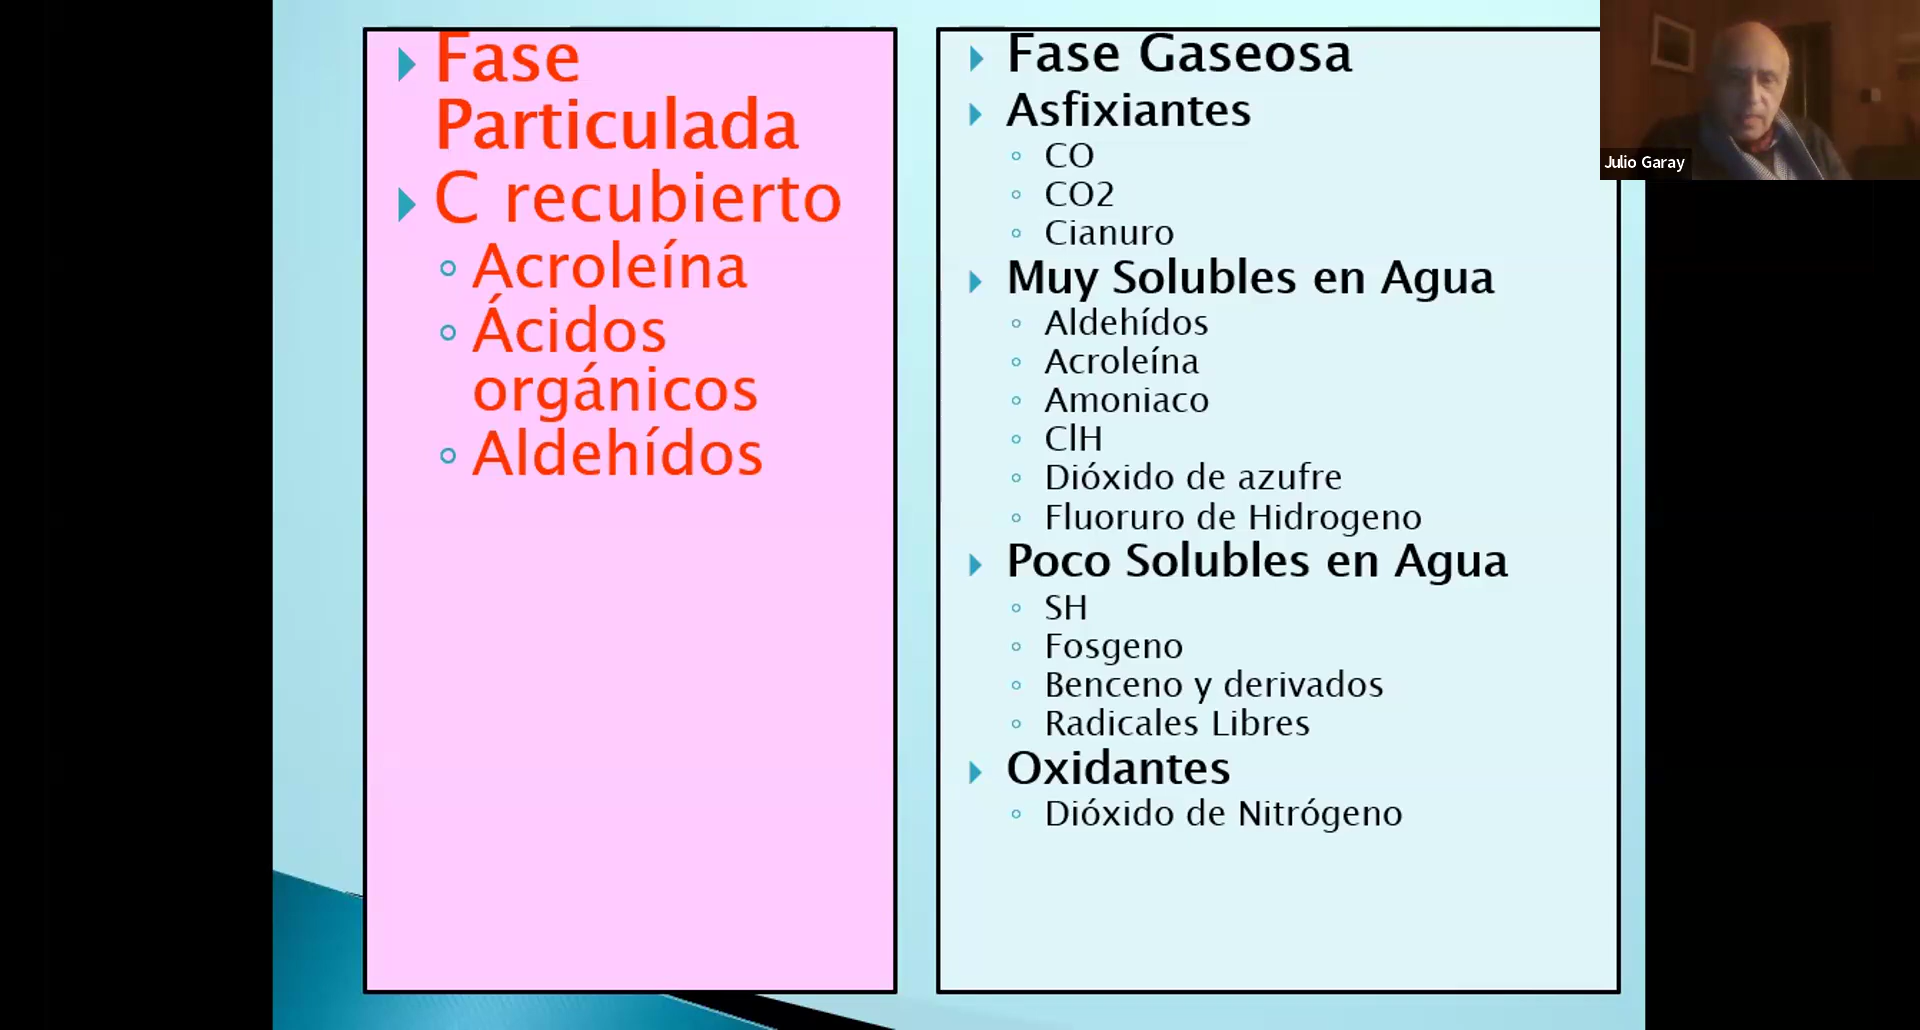 Fase
Particulada
C recubierto
Acroleína
Ácidos
orgánicos
Aldehídos
Fase Gaseosa
Asfixiantes
CO
CO2
Cianuro
Muy Solubles en Agua
Aldehídos
Acroleína
Amoniaco
ClH
Dióxido de azufre
Fluoruro de Hidrogeno
Poco Solubles en Agua
SH
Fosgeno
Benceno y derivados
Radicales Libres
Oxidantes
Dióxido de Nitrógeno
Julio Garay